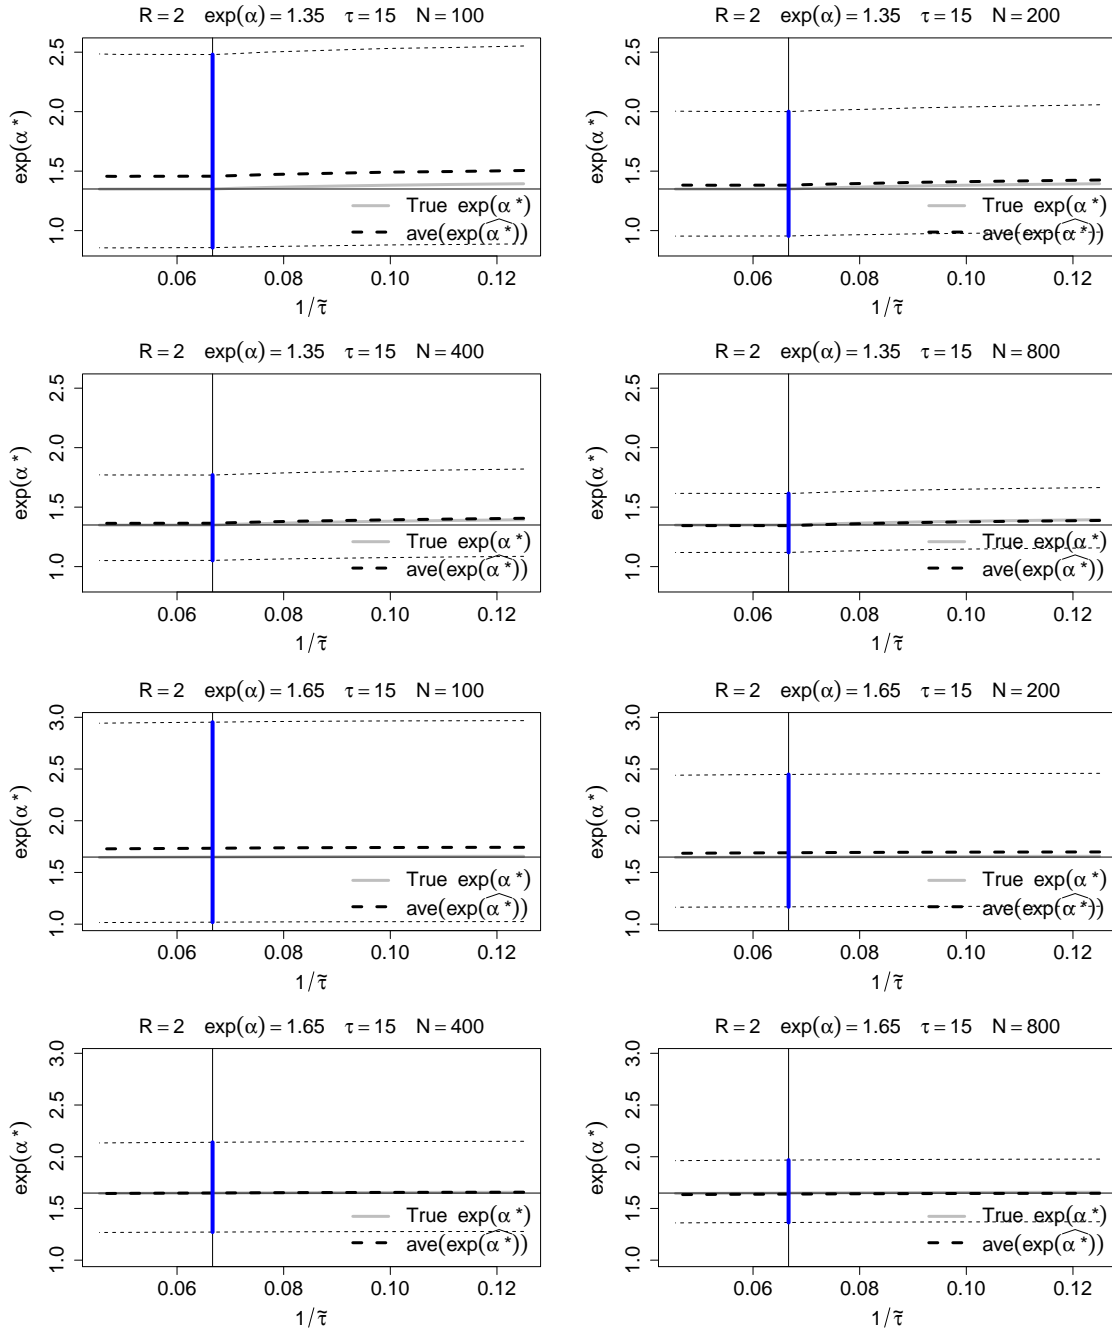 R = 2 exp(α) = 1.35 τ = 15 N = 100
2.5
2.0
1.5
1.0
exp(α*)
True exp(α*)
ave(exp(α̂*))
0.06 0.08 0.10 0.12
1/τ̃
R = 2 exp(α) = 1.35 τ = 15 N = 200
2.5
2.0
1.5
1.0
exp(α*)
True exp(α*)
ave(exp(α̂*))
0.06 0.08 0.10 0.12
1/τ̃
R = 2 exp(α) = 1.35 τ = 15 N = 400
2.5
2.0
1.5
1.0
exp(α*)
True exp(α*)
ave(exp(α̂*))
0.06 0.08 0.10 0.12
1/τ̃
R = 2 exp(α) = 1.35 τ = 15 N = 800
2.5
2.0
1.5
1.0
exp(α*)
True exp(α*)
ave(exp(α̂*))
0.06 0.08 0.10 0.12
1/τ̃
R = 2 exp(α) = 1.65 τ = 15 N = 100
3.0
2.5
2.0
1.5
1.0
exp(α*)
True exp(α*)
ave(exp(α̂*))
0.06 0.08 0.10 0.12
1/τ̃
R = 2 exp(α) = 1.65 τ = 15 N = 200
3.0
2.5
2.0
1.5
1.0
exp(α*)
True exp(α*)
ave(exp(α̂*))
0.06 0.08 0.10 0.12
1/τ̃
R = 2 exp(α) = 1.65 τ = 15 N = 400
3.0
2.5
2.0
1.5
1.0
exp(α*)
True exp(α*)
ave(exp(α̂*))
0.06 0.08 0.10 0.12
1/τ̃
R = 2 exp(α) = 1.65 τ = 15 N = 800
3.0
2.5
2.0
1.5
1.0
exp(α*)
True exp(α*)
ave(exp(α̂*))
0.06 0.08 0.10 0.12
1/τ̃